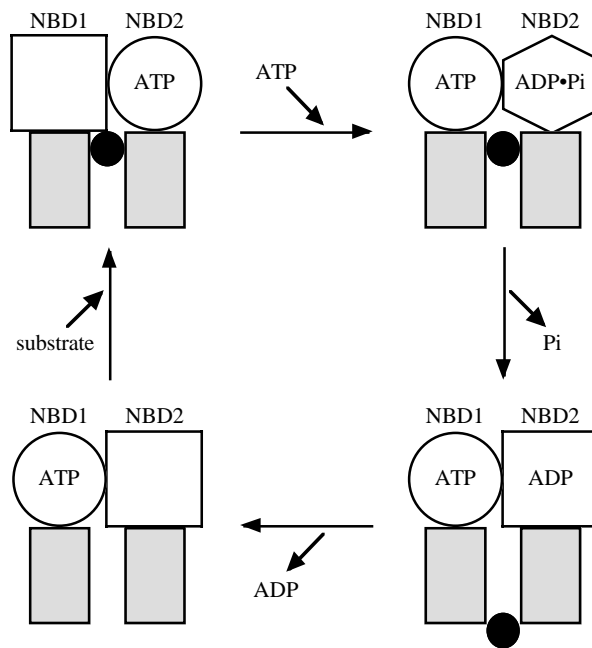 NBD1 NBD2
ATP
ATP
NBD1 NBD2
ATP ADP•Pi
substrate
Pi
NBD1 NBD2
ATP
ADP
NBD1 NBD2
ATP ADP